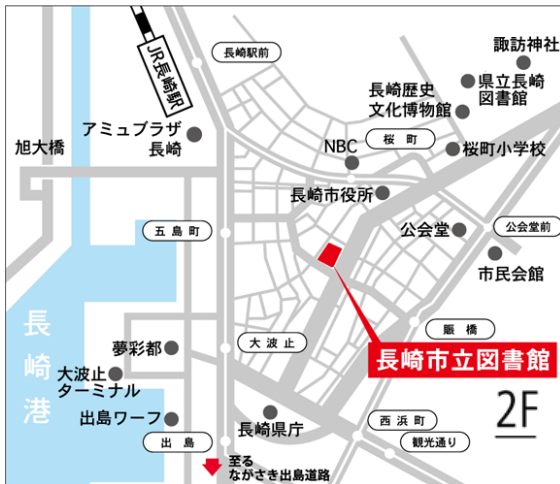 諏訪神社
長崎駅前
JR長崎駅
県立長崎
図書館
長崎歴史
文化博物館
アミュプラザ
長崎
桜町
NBC
桜町小学校
旭大橋
長崎市役所
五島町
公会堂
公会堂前
市民会館
長崎港
賑橋
夢彩都
大波止
長崎市立図書館
大波止
ターミナル
2F
出島ワーフ
長崎県庁
西浜町
出島
観光通り
至る
ながさき出島道路